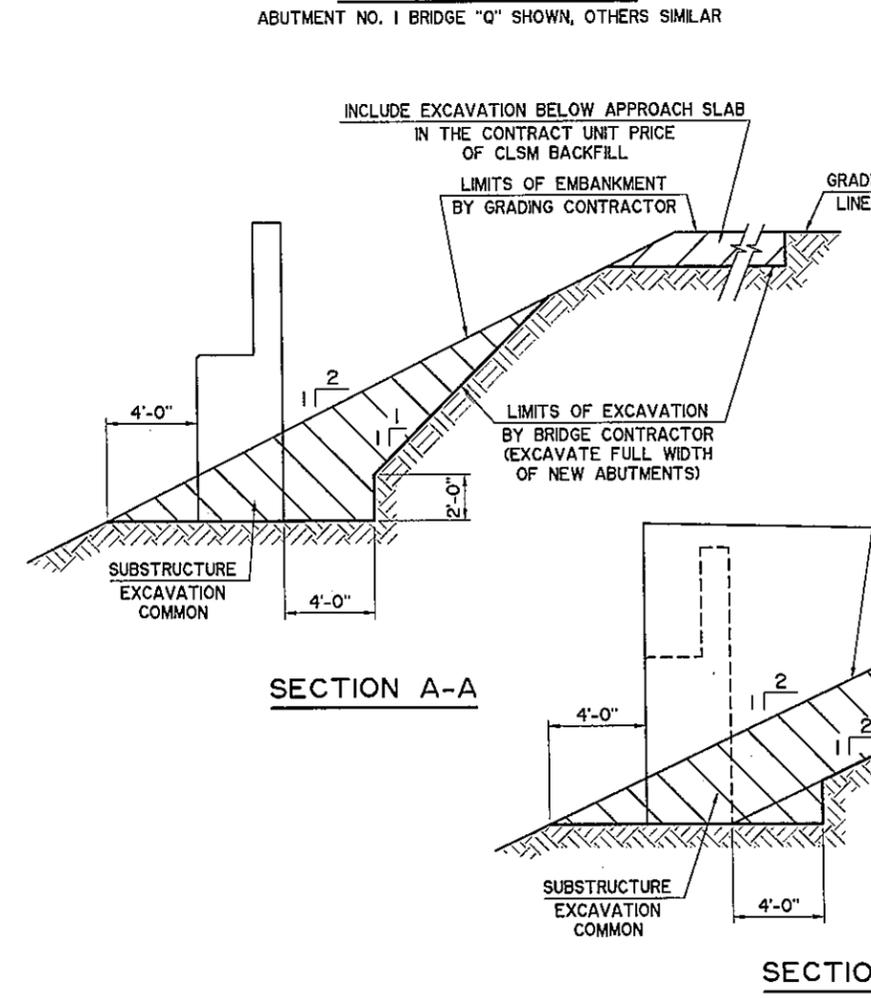 ABUTMENT NO. 1 BRIDGE "Q" SHOWN, OTHERS SIMILAR
INCLUDE EXCAVATION BELOW APPROACH SLAB
IN THE CONTRACT UNIT PRICE
OF CLSM BACKFILL
LIMITS OF EMBANKMENT
BY GRADING CONTRACTOR
GRAD
LINE
1
2
4'-0"
1
1
LIMITS OF EXCAVATION
BY BRIDGE CONTRACTOR
(EXCAVATE FULL WIDTH
OF NEW ABUTMENTS)
2'-0"
SUBSTRUCTURE
EXCAVATION
COMMON
4'-0"
SECTION A-A
1
2
4'-0"
1
2
SUBSTRUCTURE
EXCAVATION
COMMON
4'-0"
SECTIO